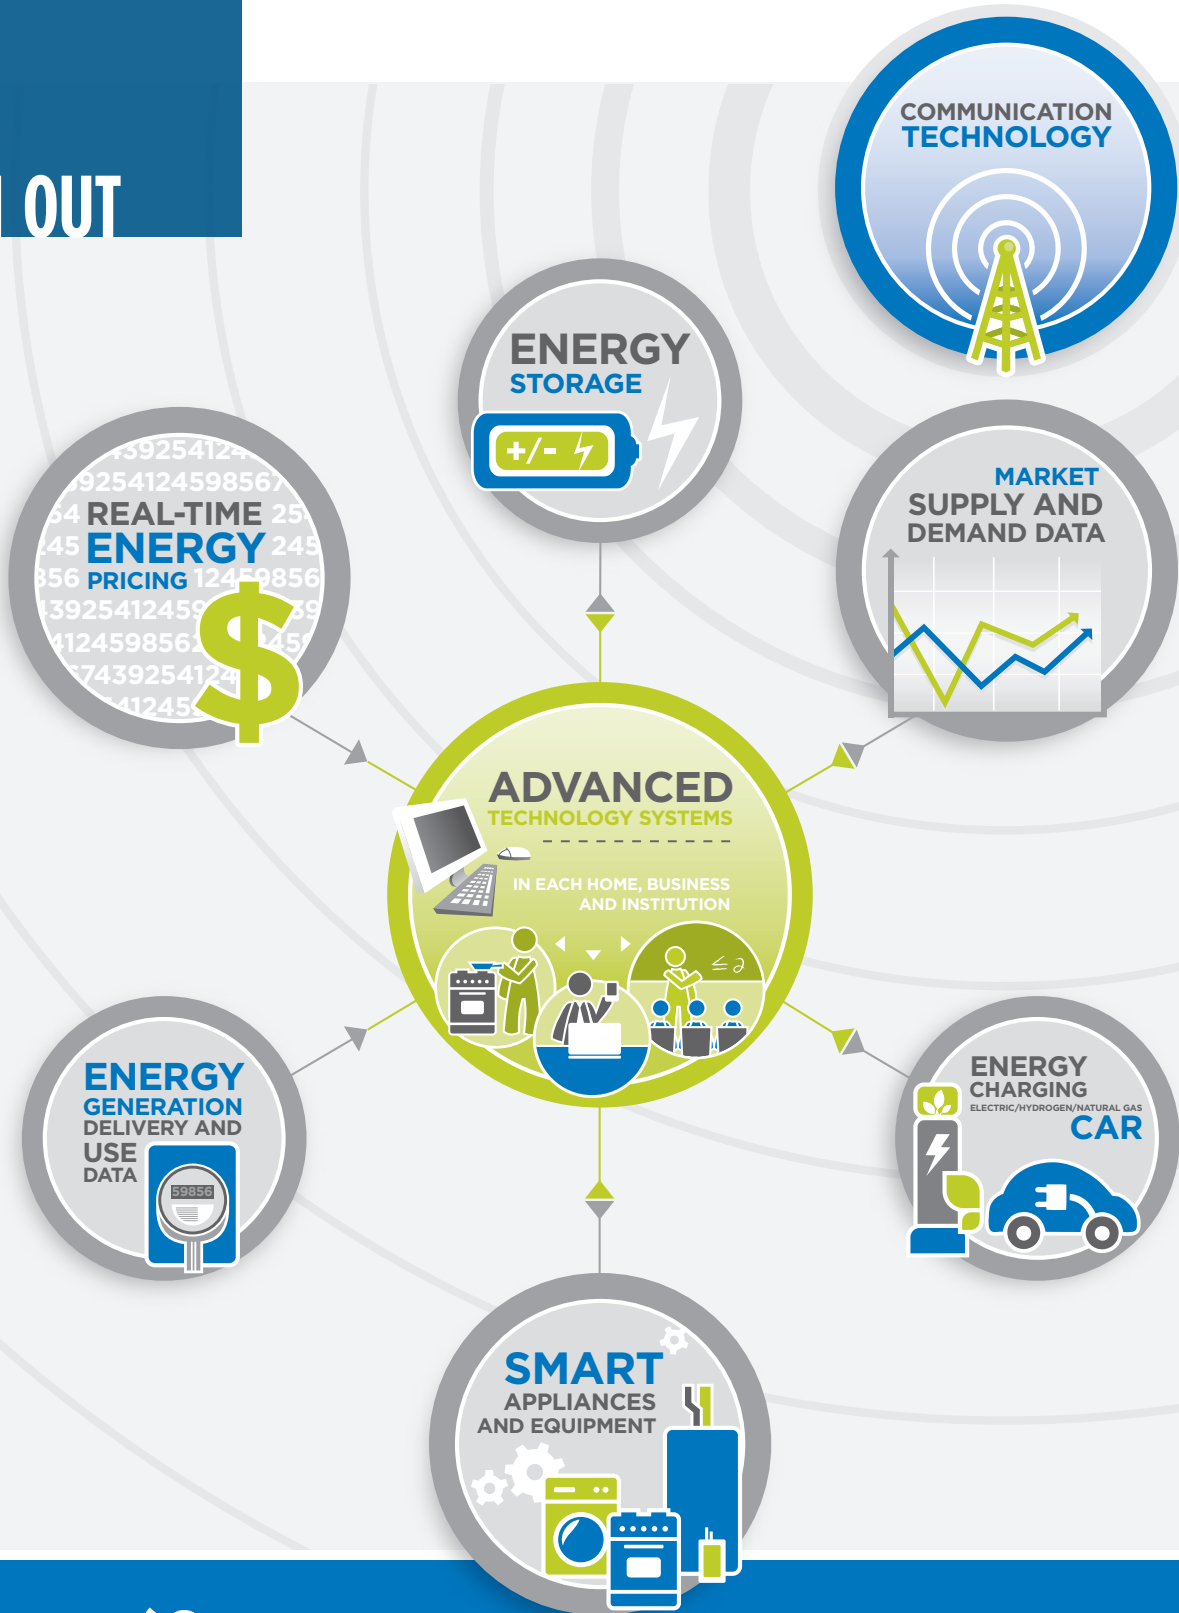 OUT
COMMUNICATION
TECHNOLOGY
ENERGY
STORAGE
+/-
REAL-TIME
ENERGY
PRICING
$
MARKET
SUPPLY AND
DEMAND DATA
ADVANCED
TECHNOLOGY SYSTEMS
IN EACH HOME, BUSINESS
AND INSTITUTION
≤ 2
ENERGY
GENERATION
DELIVERY AND
USE
DATA
59856
ENERGY
CHARGING
ELECTRIC/HYDROGEN/NATURAL GAS
CAR
SMART
APPLIANCES
AND EQUIPMENT